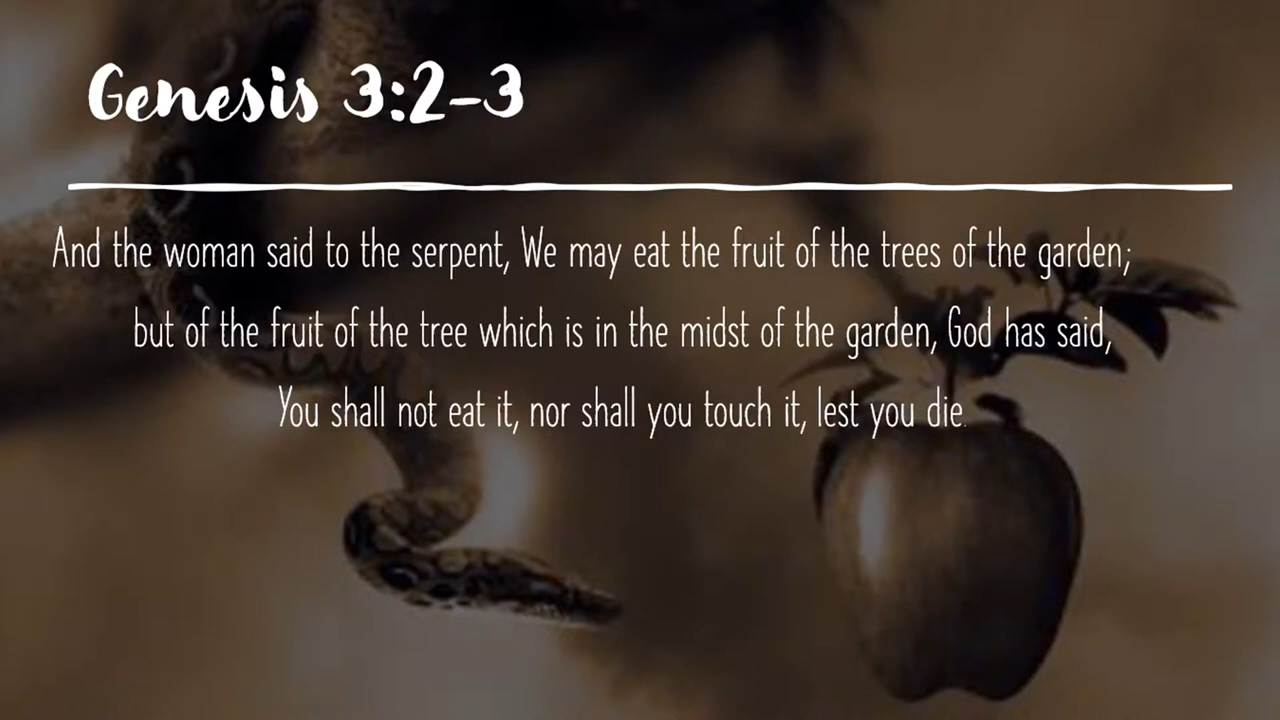 Genesis 3:2-3
And the woman said to the serpent, We may eat the fruit of the trees of the garden;
but of the fruit of the tree which is in the midst of the garden, God has said,
You shall not eat it, nor shall you touch it, lest you die.